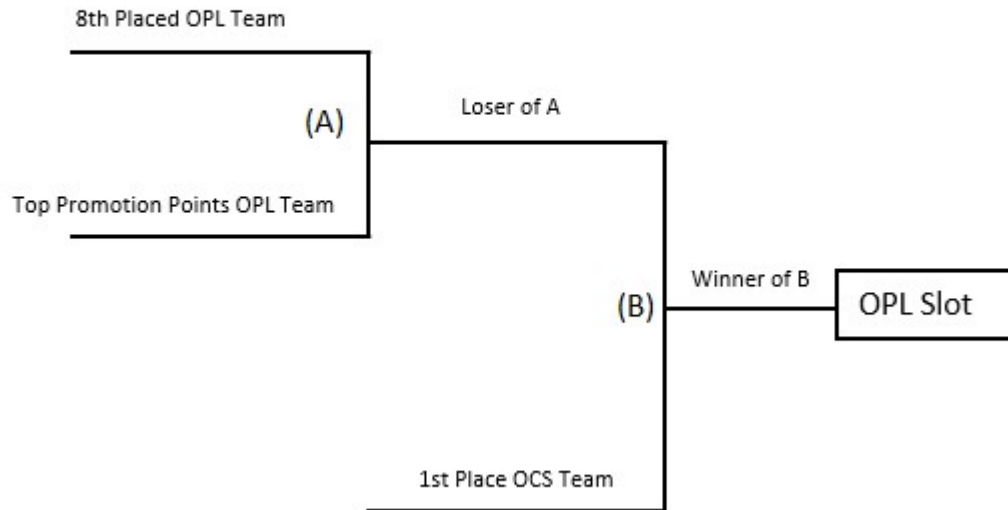 8th Placed OPL Team
(A)
Loser of A
Top Promotion Points OPL Team
Winner of B
(B)
OPL Slot
1st Place OCS Team